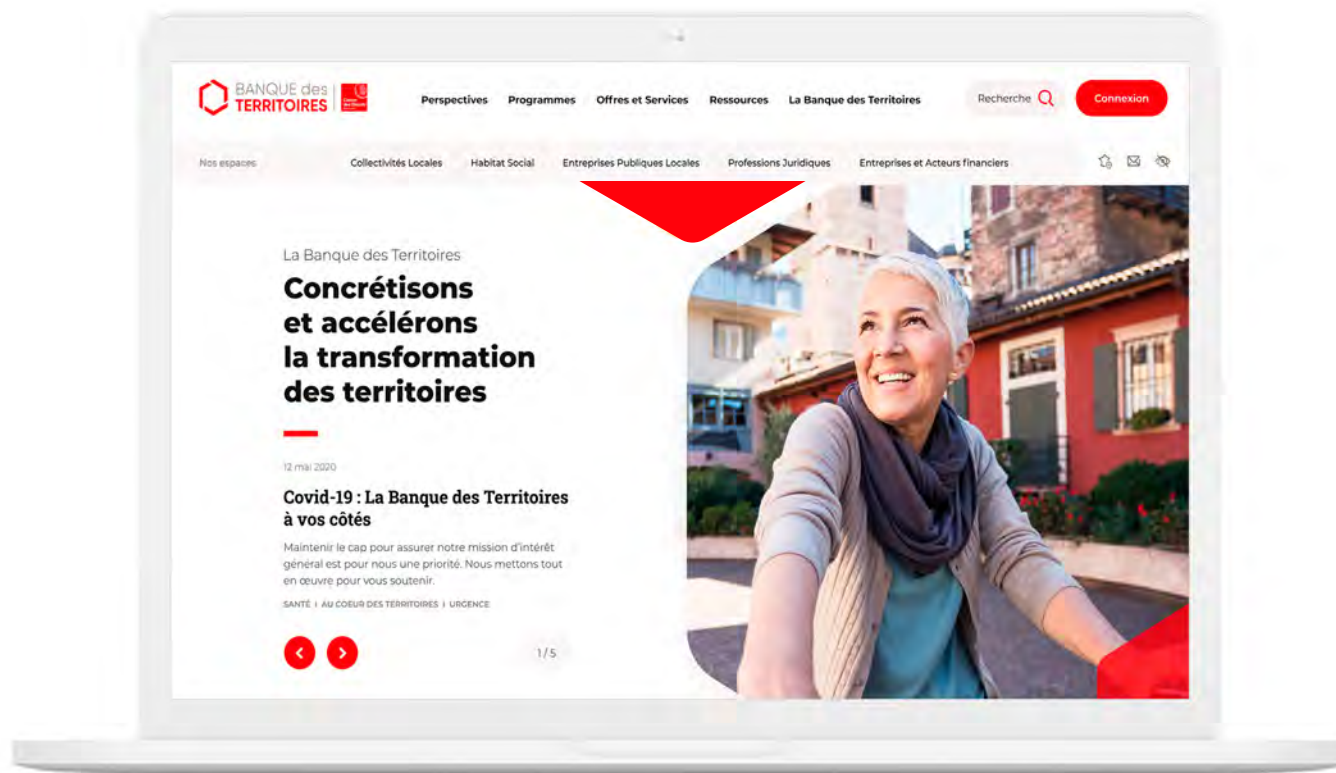 BANQUE des
TERRITOIRES
Perspectives Programmes Offres et Services Ressources La Banque des Territoires
Recherche
Connexion
Nos espaces
Collectivités Locales Habitat Social Entreprises Publiques Locales Professions Juridiques Entreprises et Acteurs financiers
La Banque des Territoires
Concrétisons
et accélérons
la transformation
des territoires
12 mai 2020
Covid-19 : La Banque des Territoires
à vos côtés
Maintenir le cap pour assurer notre mission d'intérêt
général est pour nous une priorité. Nous mettons tout
en œuvre pour vous soutenir.
SANTÉ | AU COEUR DES TERRITOIRES | URGENCE
1 / 5